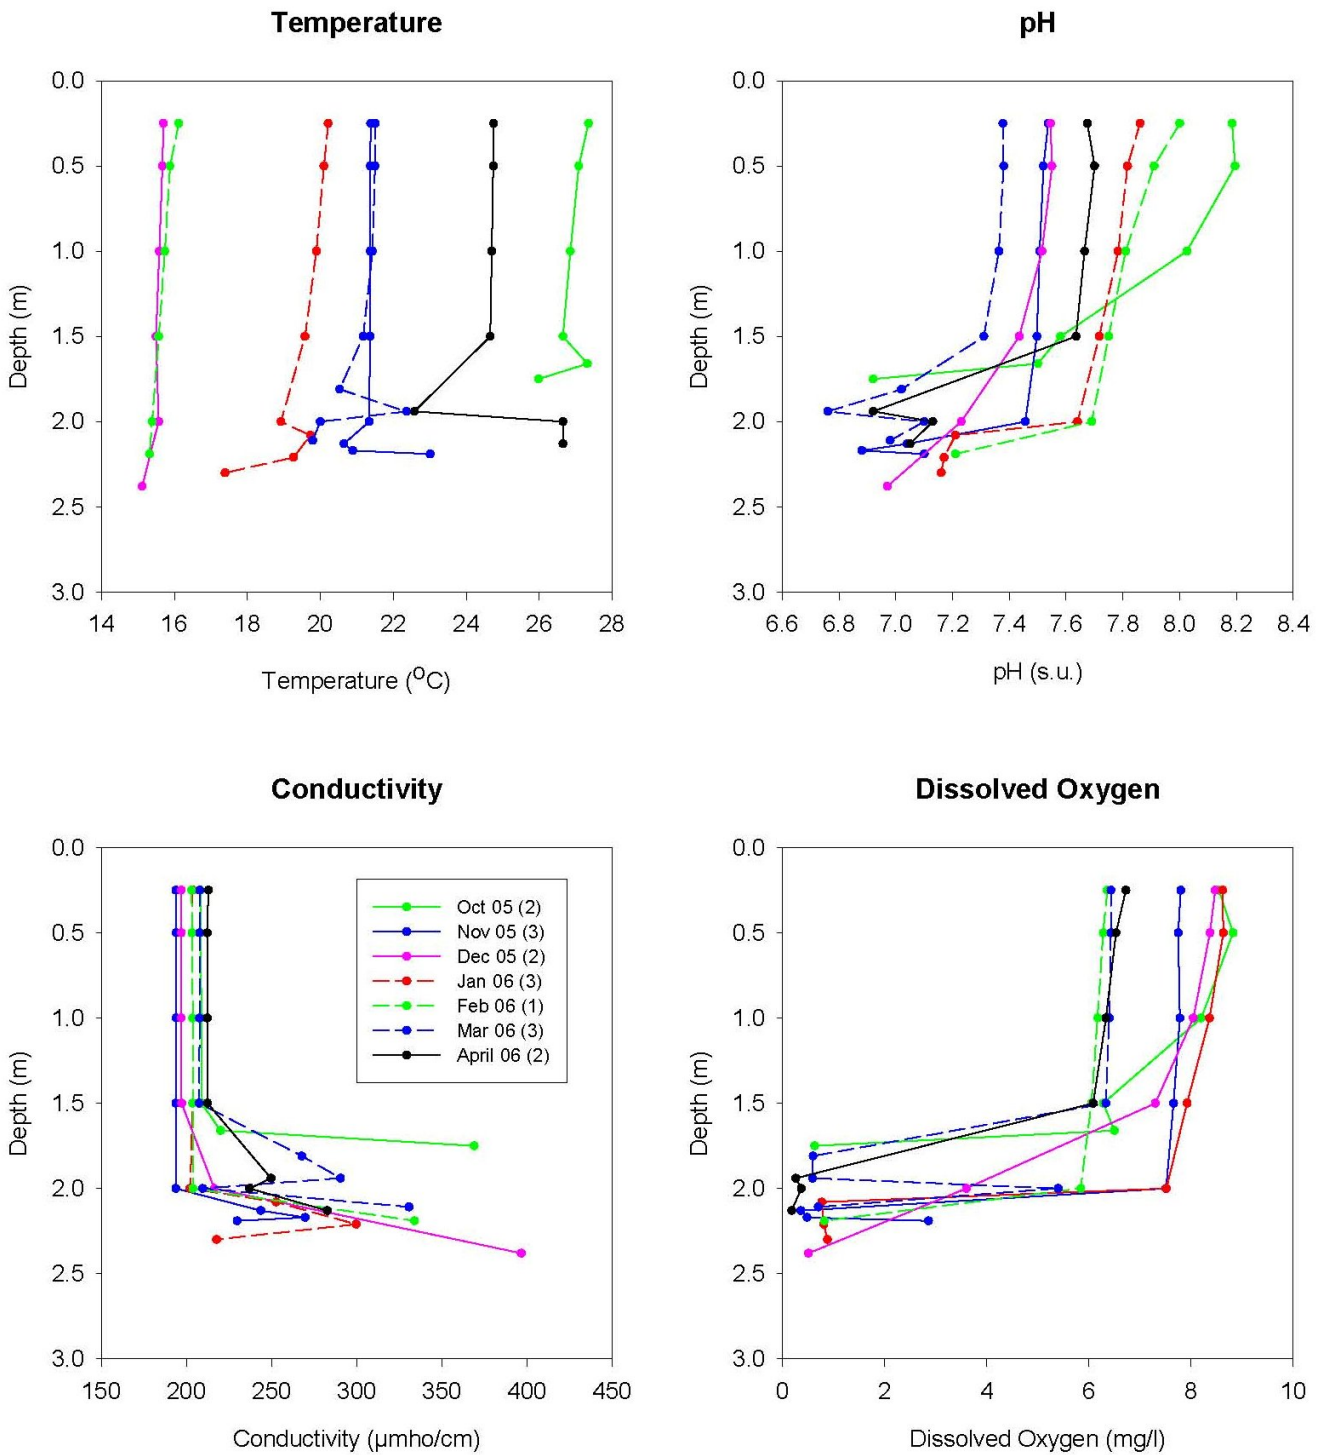 Temperature
pH
0.0
0.5
1.0
1.5
2.0
2.5
3.0
Depth (m)
14 16 18 20 22 24 26 28
Temperature (°C)
0.0
0.5
1.0
1.5
2.0
2.5
3.0
Depth (m)
6.6 6.8 7.0 7.2 7.4 7.6 7.8 8.0 8.2 8.4
pH (s.u.)
Conductivity
Dissolved Oxygen
0.0
0.5
1.0
1.5
2.0
2.5
3.0
Depth (m)
Oct 05 (2)
Nov 05 (3)
Dec 05 (2)
Jan 06 (3)
Feb 06 (1)
Mar 06 (3)
April 06 (2)
150 200 250 300 350 400 450
Conductivity (µmho/cm)
0.0
0.5
1.0
1.5
2.0
2.5
3.0
Depth (m)
0 2 4 6 8 10
Dissolved Oxygen (mg/l)